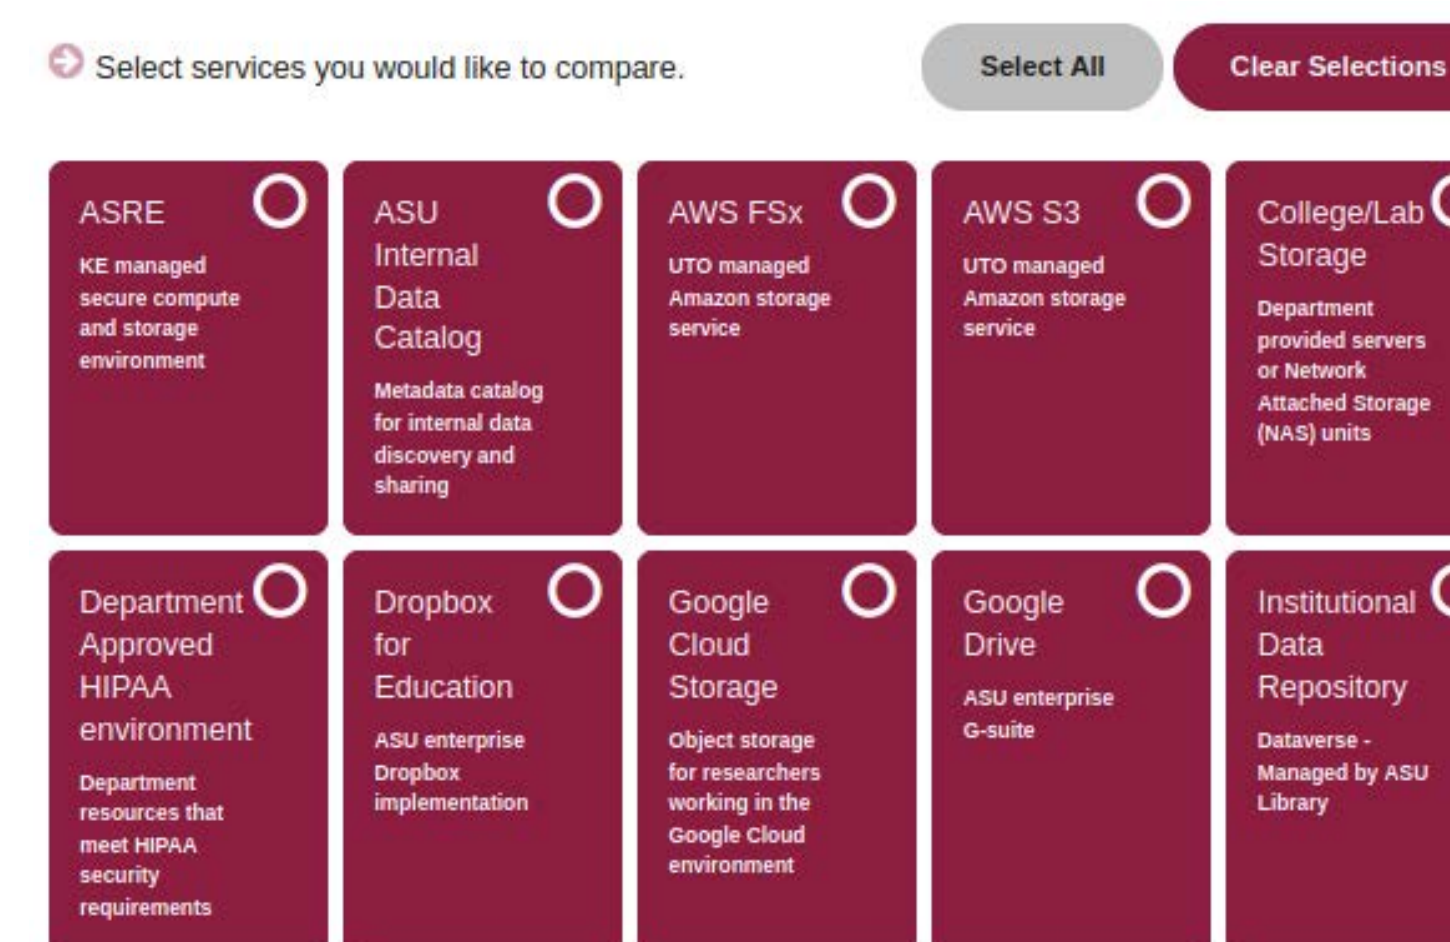 Select services you would like to compare.
Select All
Clear Selections
ASRE
KE managed
secure compute
and storage
environment
ASU
Internal
Data
Catalog
Metadata catalog
for internal data
discovery and
sharing
AWS FSx
UTO managed
Amazon storage
service
AWS S3
UTO managed
Amazon storage
service
College/Lab
Storage
Department
provided servers
or Network
Attached Storage
(NAS) units
Department
Approved
HIPAA
environment
Department
resources that
meet HIPAA
security
requirements
Dropbox
for
Education
ASU enterprise
Dropbox
implementation
Google
Cloud
Storage
Object storage
for researchers
working in the
Google Cloud
environment
Google
Drive
ASU enterprise
G-suite
Institutional
Data
Repository
Dataverse -
Managed by ASU
Library